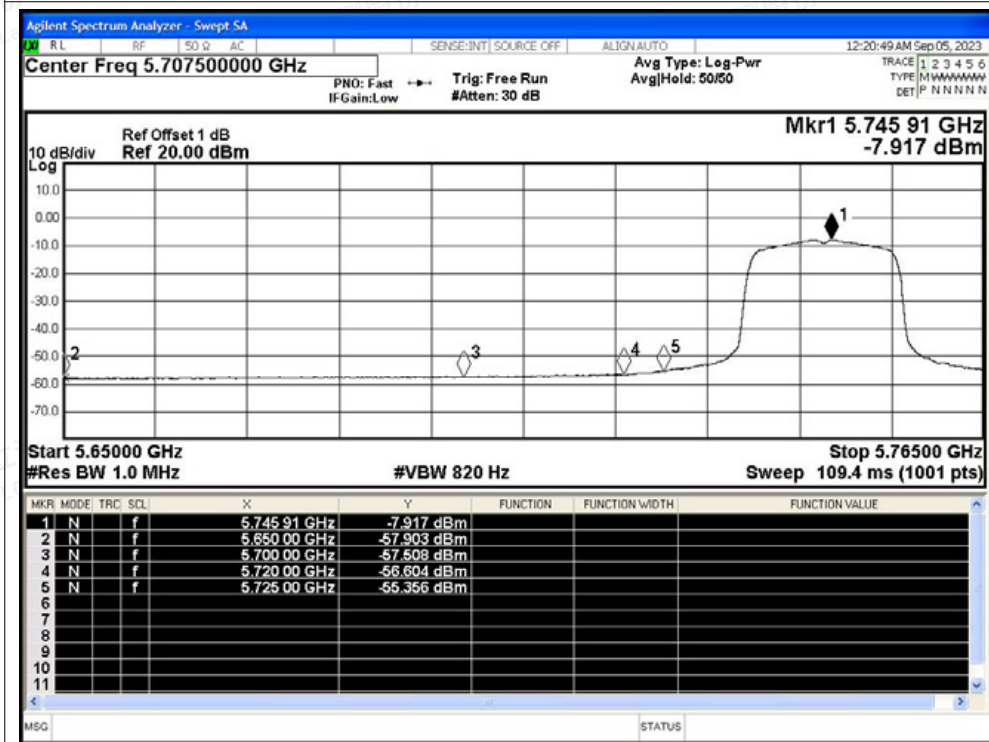 Agilent Spectrum Analyzer - Swept SA
RL RF 50 Ω AC SENSE:INT SOURCE OFF ALIGN AUTO 12:20:49 AM Sep 05, 2023
Center Freq 5.707500000 GHz
PNO: Fast
IFGain:Low
Trig: Free Run
#Atten: 30 dB
Avg Type: Log-Pwr
Avg|Hold: 50/50
TRACE 1 2 3 4 5 6
TYPE M WWWWW
DET P N N N N N
Ref Offset 1 dB
10 dB/div Ref 20.00 dBm
Log
Mkr1 5.745 91 GHz
-7.917 dBm
10.0
0.00
-10.0
-20.0
-30.0
-40.0
-50.0
-60.0
-70.0
1
2
3
4
5
Start 5.65000 GHz Stop 5.76500 GHz
#Res BW 1.0 MHz #VBW 820 Hz Sweep 109.4 ms (1001 pts)
MKR MODE TRC SCL X Y FUNCTION FUNCTION WIDTH FUNCTION VALUE
1 N f 5.745 91 GHz -7.917 dBm
2 N f 5.650 00 GHz -57.903 dBm
3 N f 5.700 00 GHz -57.508 dBm
4 N f 5.720 00 GHz -56.604 dBm
5 N f 5.725 00 GHz -55.356 dBm
6
7
8
9
10
11
MSG STATUS